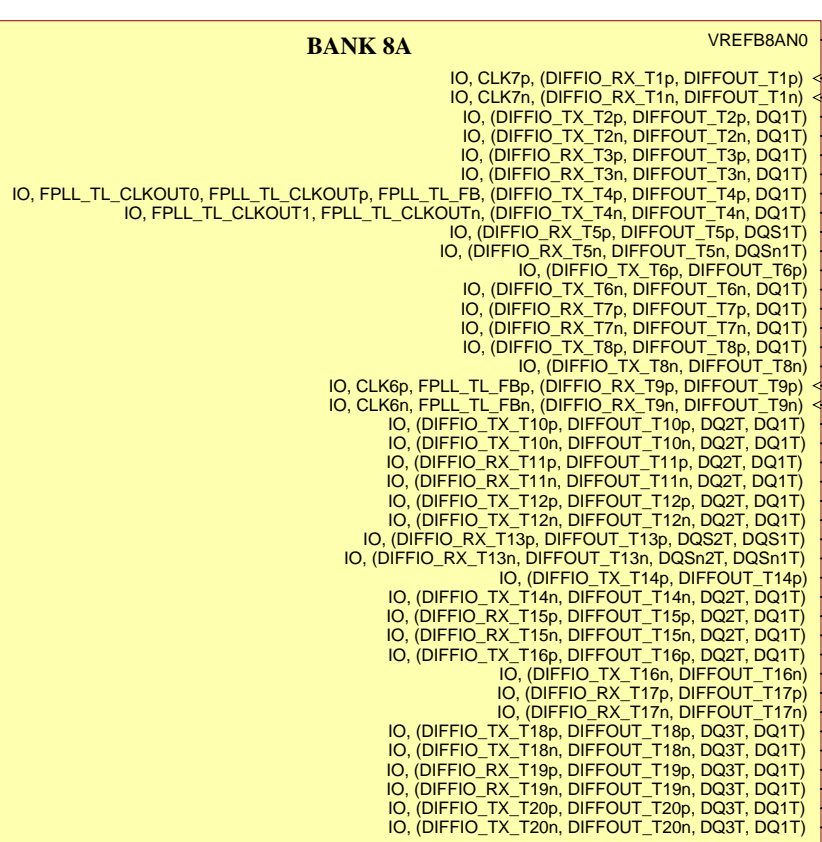 BANK 8A
VREFB8AN0
IO, CLK7p, (DIFFIO_RX_T1p, DIFFOUT_T1p)
IO, CLK7n, (DIFFIO_RX_T1n, DIFFOUT_T1n)
IO, (DIFFIO_TX_T2p, DIFFOUT_T2p, DQ1T)
IO, (DIFFIO_TX_T2n, DIFFOUT_T2n, DQ1T)
IO, (DIFFIO_RX_T3p, DIFFOUT_T3p, DQ1T)
IO, (DIFFIO_RX_T3n, DIFFOUT_T3n, DQ1T)
IO, FPLL_TL_CLKOUT0, FPLL_TL_CLKOUTp, FPLL_TL_FB, (DIFFIO_TX_T4p, DIFFOUT_T4p, DQ1T)
IO, FPLL_TL_CLKOUT1, FPLL_TL_CLKOUTn, (DIFFIO_TX_T4n, DIFFOUT_T4n, DQ1T)
IO, (DIFFIO_RX_T5p, DIFFOUT_T5p, DQS1T)
IO, (DIFFIO_RX_T5n, DIFFOUT_T5n, DQSn1T)
IO, (DIFFIO_TX_T6p, DIFFOUT_T6p)
IO, (DIFFIO_TX_T6n, DIFFOUT_T6n, DQ1T)
IO, (DIFFIO_RX_T7p, DIFFOUT_T7p, DQ1T)
IO, (DIFFIO_RX_T7n, DIFFOUT_T7n, DQ1T)
IO, (DIFFIO_TX_T8p, DIFFOUT_T8p, DQ1T)
IO, (DIFFIO_TX_T8n, DIFFOUT_T8n)
IO, CLK6p, FPLL_TL_FBp, (DIFFIO_RX_T9p, DIFFOUT_T9p)
IO, CLK6n, FPLL_TL_FBn, (DIFFIO_RX_T9n, DIFFOUT_T9n)
IO, (DIFFIO_TX_T10p, DIFFOUT_T10p, DQ2T, DQ1T)
IO, (DIFFIO_TX_T10n, DIFFOUT_T10n, DQ2T, DQ1T)
IO, (DIFFIO_RX_T11p, DIFFOUT_T11p, DQ2T, DQ1T)
IO, (DIFFIO_RX_T11n, DIFFOUT_T11n, DQ2T, DQ1T)
IO, (DIFFIO_TX_T12p, DIFFOUT_T12p, DQ2T, DQ1T)
IO, (DIFFIO_TX_T12n, DIFFOUT_T12n, DQ2T, DQ1T)
IO, (DIFFIO_RX_T13p, DIFFOUT_T13p, DQS2T, DQS1T)
IO, (DIFFIO_RX_T13n, DIFFOUT_T13n, DQSn2T, DQSn1T)
IO, (DIFFIO_TX_T14p, DIFFOUT_T14p)
IO, (DIFFIO_TX_T14n, DIFFOUT_T14n, DQ2T, DQ1T)
IO, (DIFFIO_RX_T15p, DIFFOUT_T15p, DQ2T, DQ1T)
IO, (DIFFIO_RX_T15n, DIFFOUT_T15n, DQ2T, DQ1T)
IO, (DIFFIO_TX_T16p, DIFFOUT_T16p, DQ2T, DQ1T)
IO, (DIFFIO_TX_T16n, DIFFOUT_T16n)
IO, (DIFFIO_RX_T17p, DIFFOUT_T17p)
IO, (DIFFIO_RX_T17n, DIFFOUT_T17n)
IO, (DIFFIO_TX_T18p, DIFFOUT_T18p, DQ3T, DQ1T)
IO, (DIFFIO_TX_T18n, DIFFOUT_T18n, DQ3T, DQ1T)
IO, (DIFFIO_RX_T19p, DIFFOUT_T19p, DQ3T, DQ1T)
IO, (DIFFIO_RX_T19n, DIFFOUT_T19n, DQ3T, DQ1T)
IO, (DIFFIO_TX_T20p, DIFFOUT_T20p, DQ3T, DQ1T)
IO, (DIFFIO_TX_T20n, DIFFOUT_T20n, DQ3T, DQ1T)